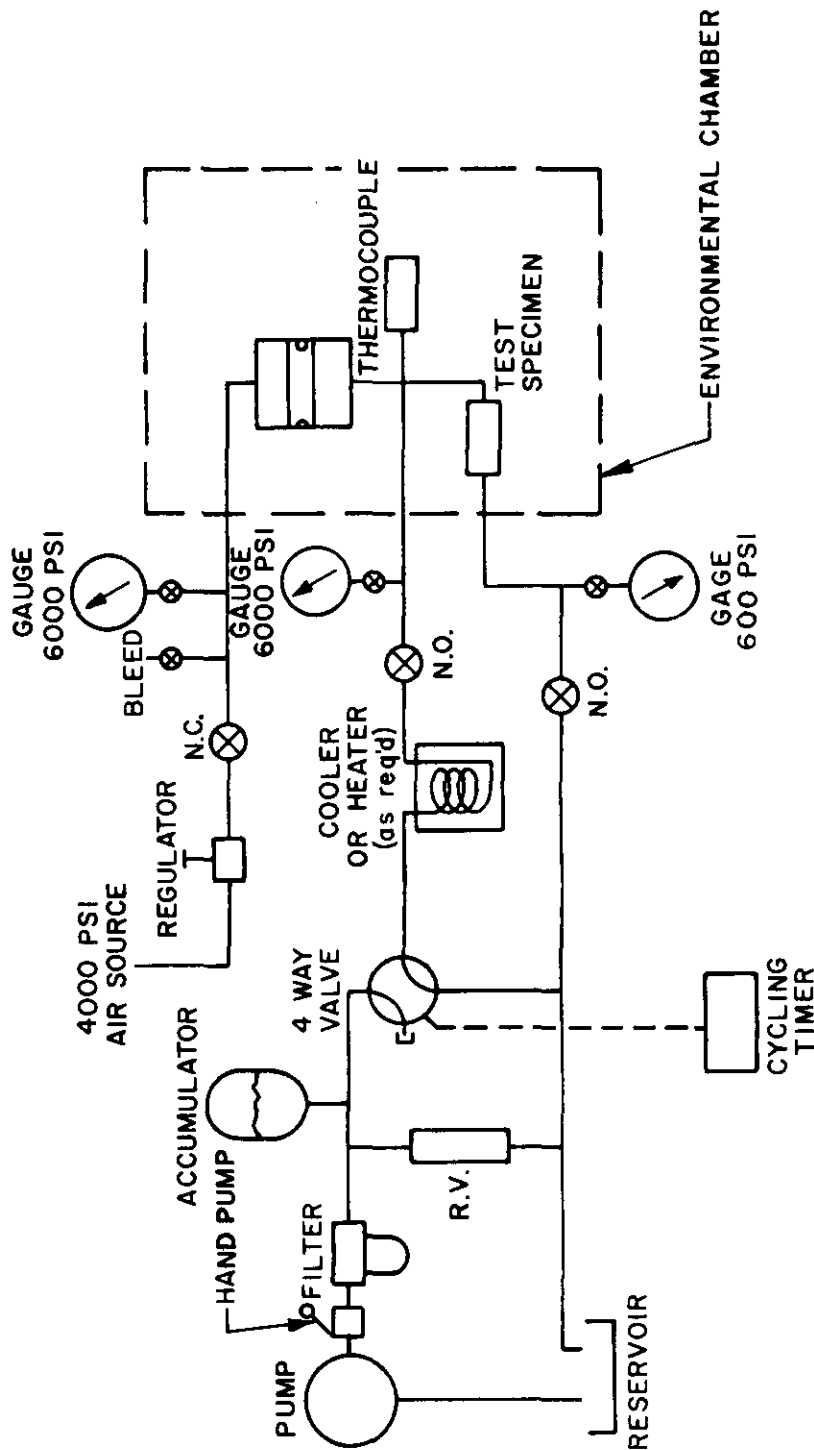 4000 PSI
AIR SOURCE
REGULATOR
N.C.
BLEED
GAUGE
6000 PSI
GAUGE
6000 PSI
ACCUMULATOR
HAND PUMP
FILTER
PUMP
4 WAY
VALVE
COOLER
OR HEATER
(as req'd)
N.O.
THERMOCOUPLE
TEST
SPECIMEN
R.V.
N.O.
GAGE
600 PSI
RESERVOIR
CYCLING
TIMER
ENVIRONMENTAL CHAMBER